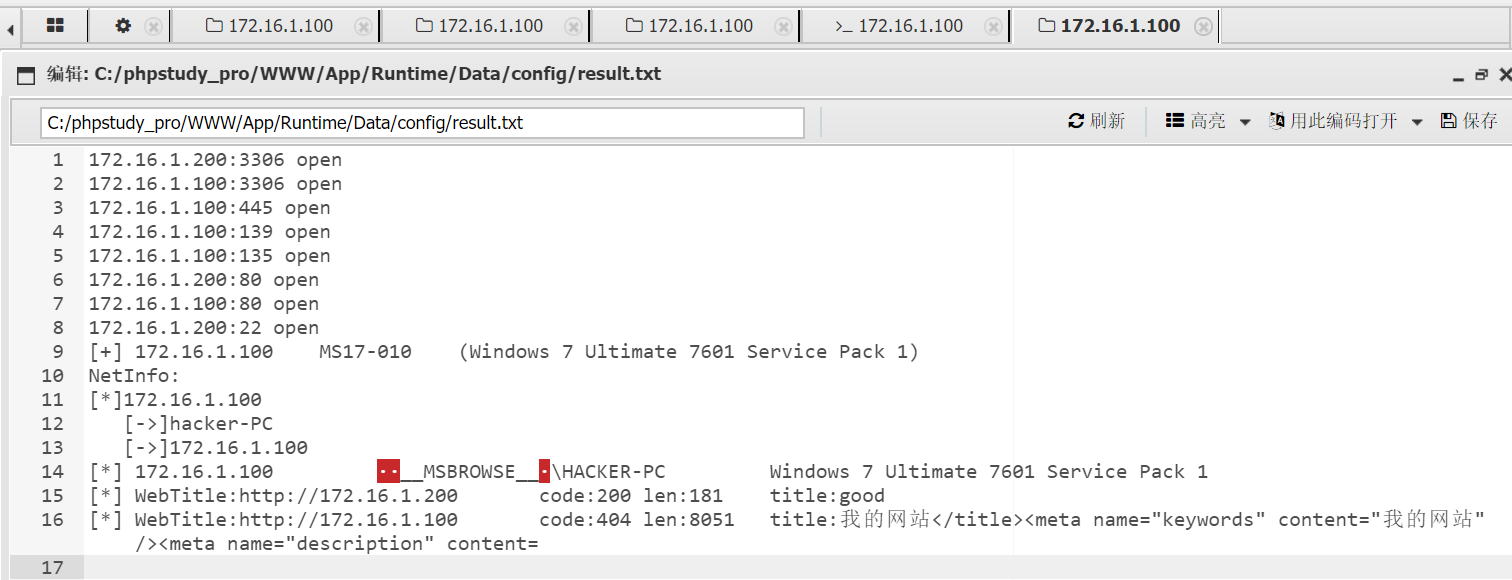 172.16.1.100 172.16.1.100 172.16.1.100 >_ 172.16.1.100 172.16.1.100
编辑: C:/phpstudy_pro/WWW/App/Runtime/Data/config/result.txt
C:/phpstudy_pro/WWW/App/Runtime/Data/config/result.txt 刷新 高亮 用此编码打开 保存
1 172.16.1.200:3306 open
2 172.16.1.100:3306 open
3 172.16.1.100:445 open
4 172.16.1.100:139 open
5 172.16.1.100:135 open
6 172.16.1.200:80 open
7 172.16.1.100:80 open
8 172.16.1.200:22 open
9 [+] 172.16.1.100 MS17-010 (Windows 7 Ultimate 7601 Service Pack 1)
10 NetInfo:
11 [*]172.16.1.100
12 [->]hacker-PC
13 [->]172.16.1.100
14 [*] 172.16.1.100 ··__MSBROWSE__·\HACKER-PC Windows 7 Ultimate 7601 Service Pack 1
15 [*] WebTitle:http://172.16.1.200 code:200 len:181 title:good
16 [*] WebTitle:http://172.16.1.100 code:404 len:8051 title:我的网站</title><meta name="keywords" content="我的网站"
/><meta name="description" content=
17